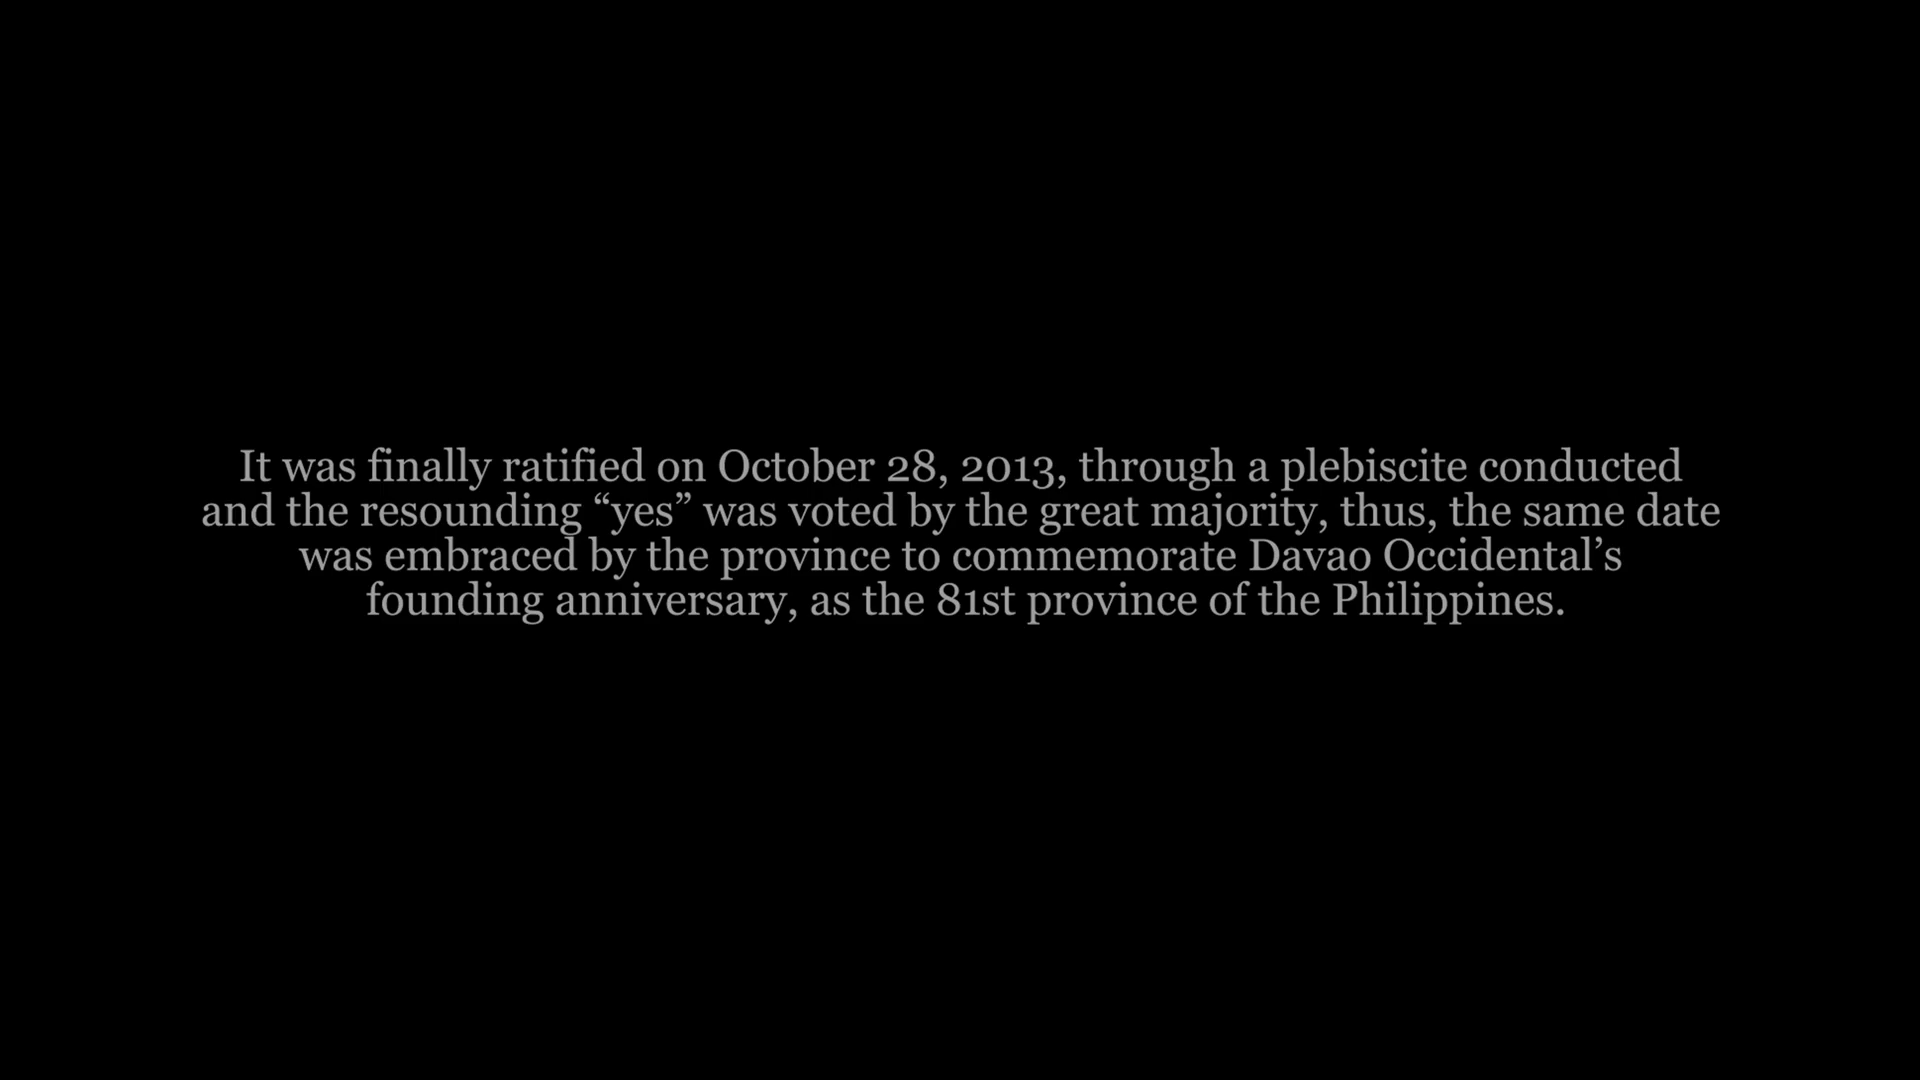 It was finally ratified on October 28, 2013, through a plebiscite conducted
and the resounding “yes” was voted by the great majority, thus, the same date
was embraced by the province to commemorate Davao Occidental’s
founding anniversary, as the 81st province of the Philippines.